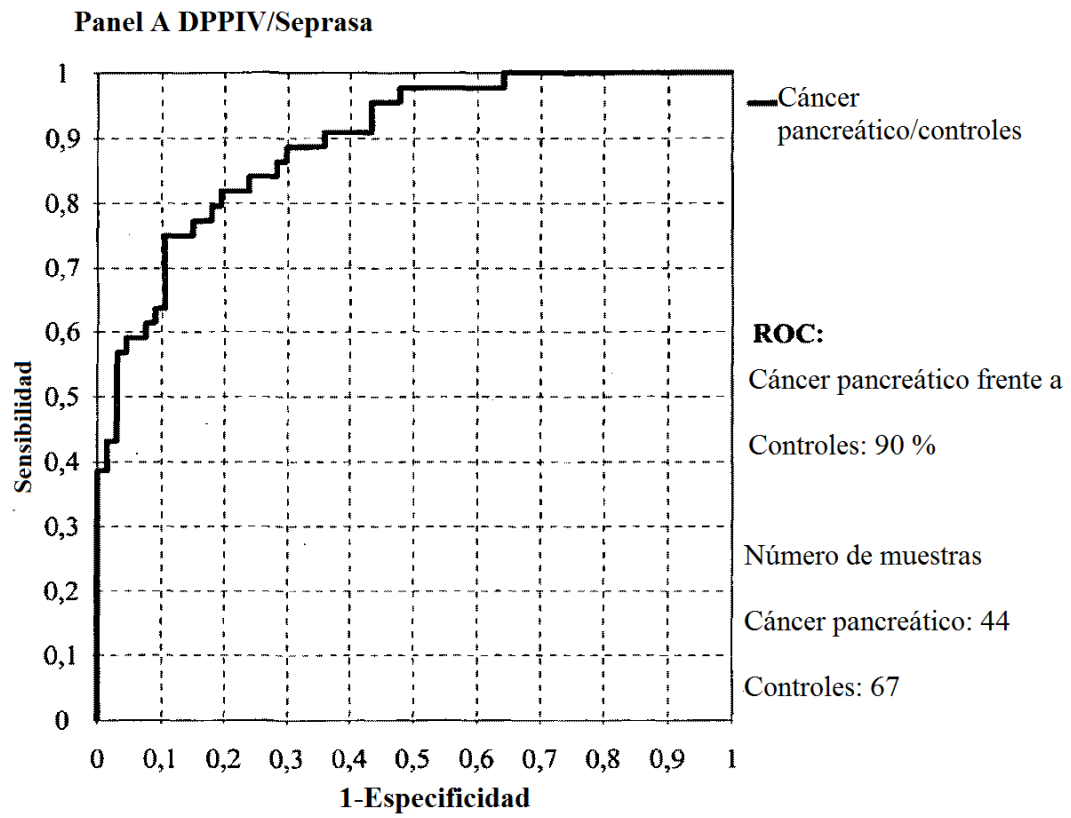 Panel A DPPIV/Seprasa
1
0,9
0,8
0,7
0,6
0,5
0,4
0,3
0,2
0,1
0
Sensibilidad
0 0,1 0,2 0,3 0,4 0,5 0,6 0,7 0,8 0,9 1
1-Especificidad
Cáncer
pancreático/controles
ROC:
Cáncer pancreático frente a
Controles: 90 %
Número de muestras
Cáncer pancreático: 44
Controles: 67